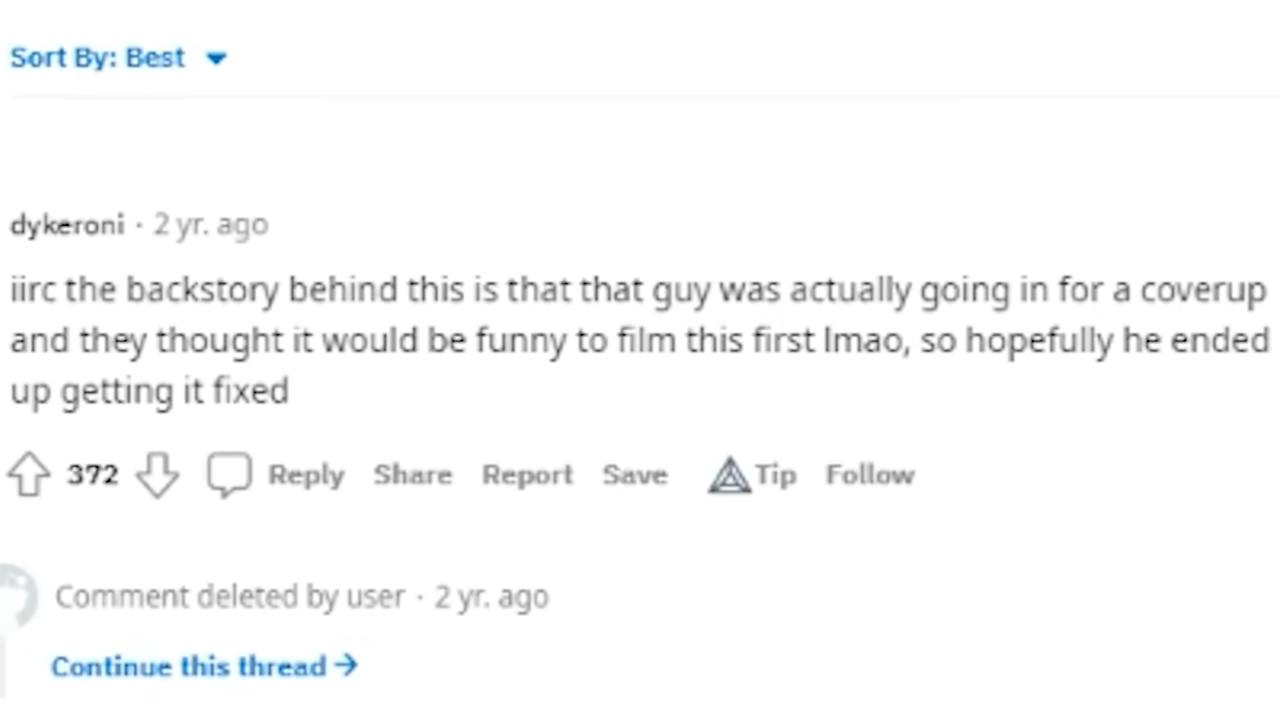 Sort By: Best
dykeroni · 2 yr. ago
iirc the backstory behind this is that that guy was actually going in for a coverup
and they thought it would be funny to film this first lmao, so hopefully he ended
up getting it fixed
372 Reply Share Report Save Tip Follow
Comment deleted by user · 2 yr. ago
Continue this thread →